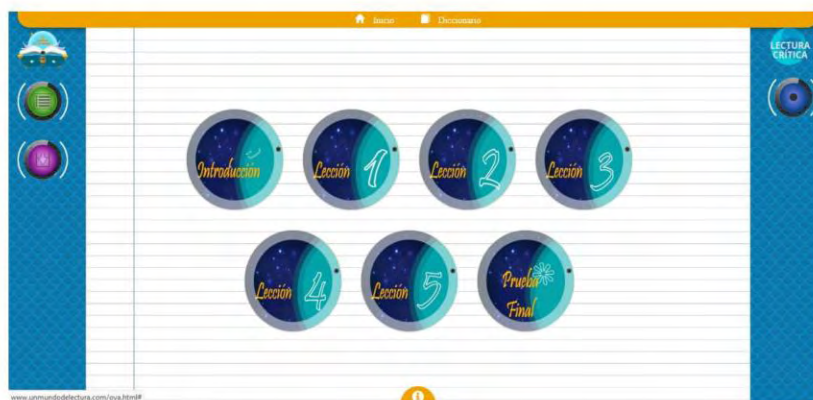 Inicio Diccionario
LECTURA
CRÍTICA
Introducción
Lección 1
Lección 2
Lección 3
Lección 4
Lección 5
Prueba
Final
www.unmundodelectura.com/ova.html#